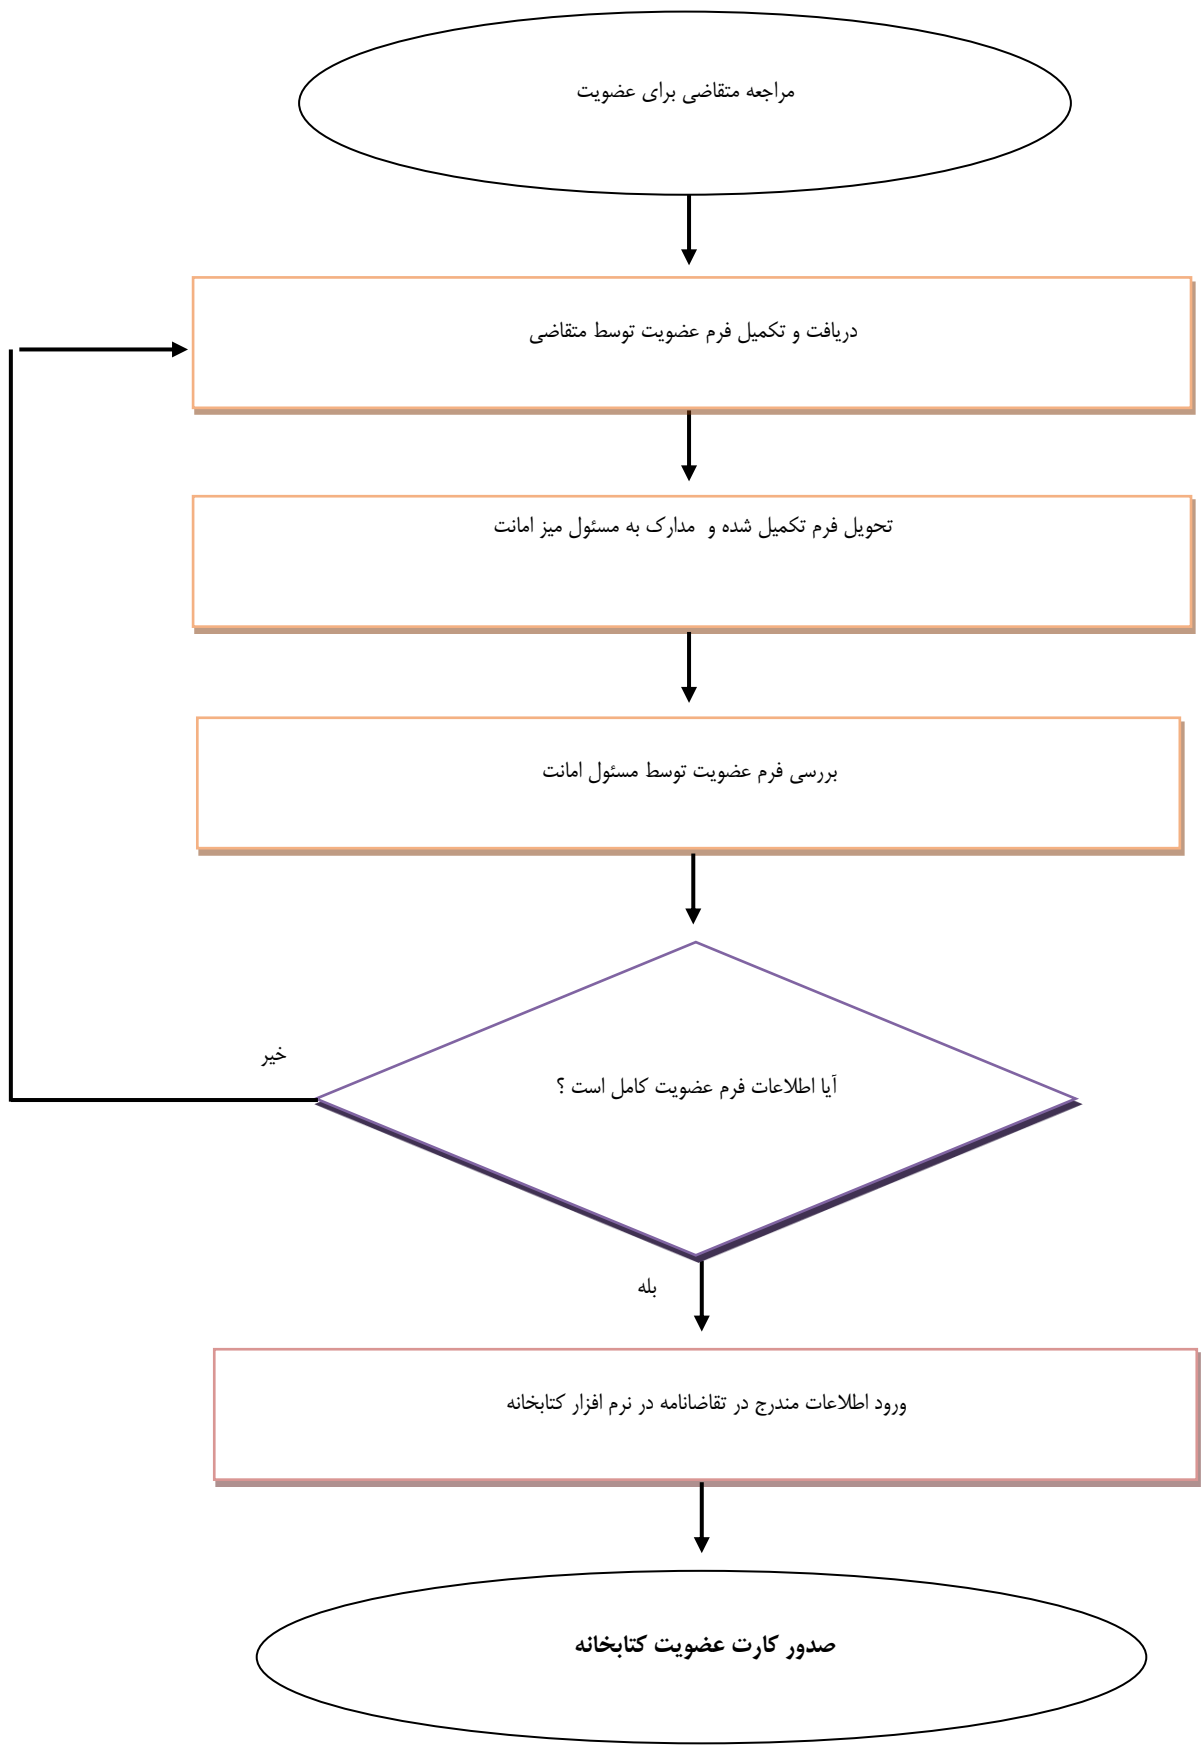 مراجعه متقاضی برای عضویت
دریافت و تکمیل فرم عضویت توسط متقاضی
تحویل فرم تکمیل شده و مدارک به مسئول میز امانت
بررسی فرم عضویت توسط مسئول امانت
آیا اطلاعات فرم عضویت کامل است ؟
خیر
بله
ورود اطلاعات مندرج در تقاضانامه در نرم افزار کتابخانه
صدور کارت عضویت کتابخانه